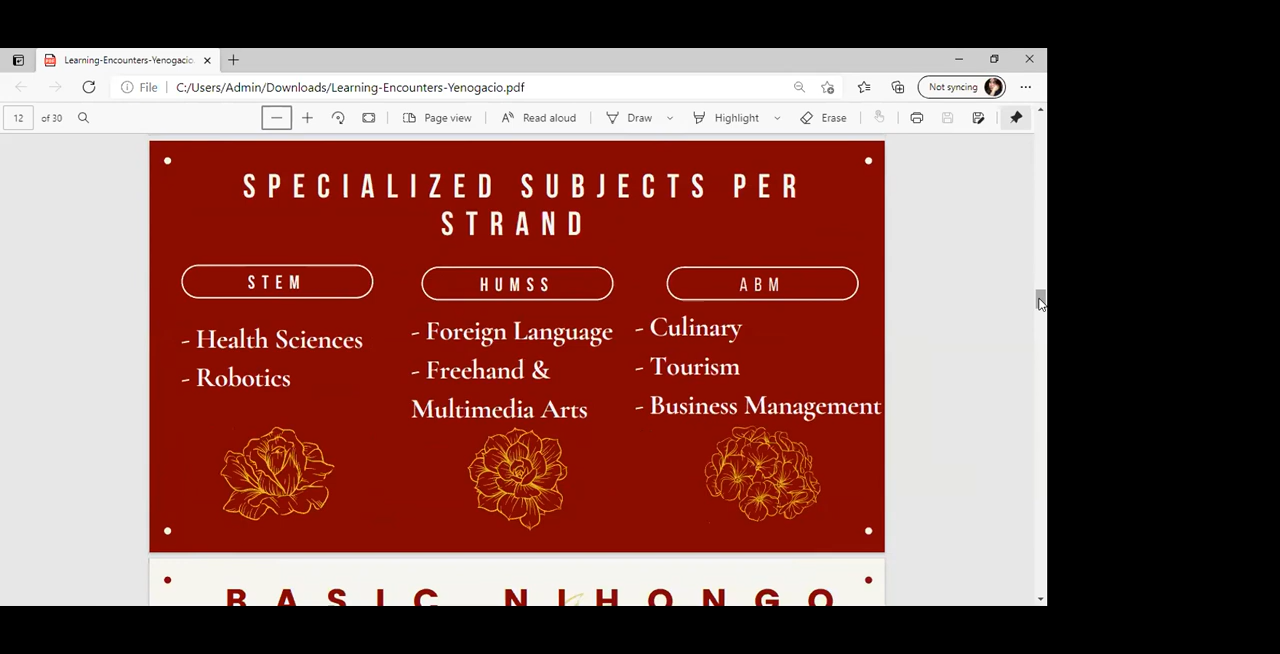 Learning-Encounters-Yenogacio
File
C:/Users/Admin/Downloads/Learning-Encounters-Yenogacio.pdf
Not syncing
12 of 30
Page view
Read aloud
Draw
Highlight
Erase
SPECIALIZED SUBJECTS PER
STRAND
STEM
- Health Sciences
- Robotics
HUMSS
- Foreign Language
- Freehand &
Multimedia Arts
ABM
- Culinary
- Tourism
- Business Management
BASIC NIHONGO